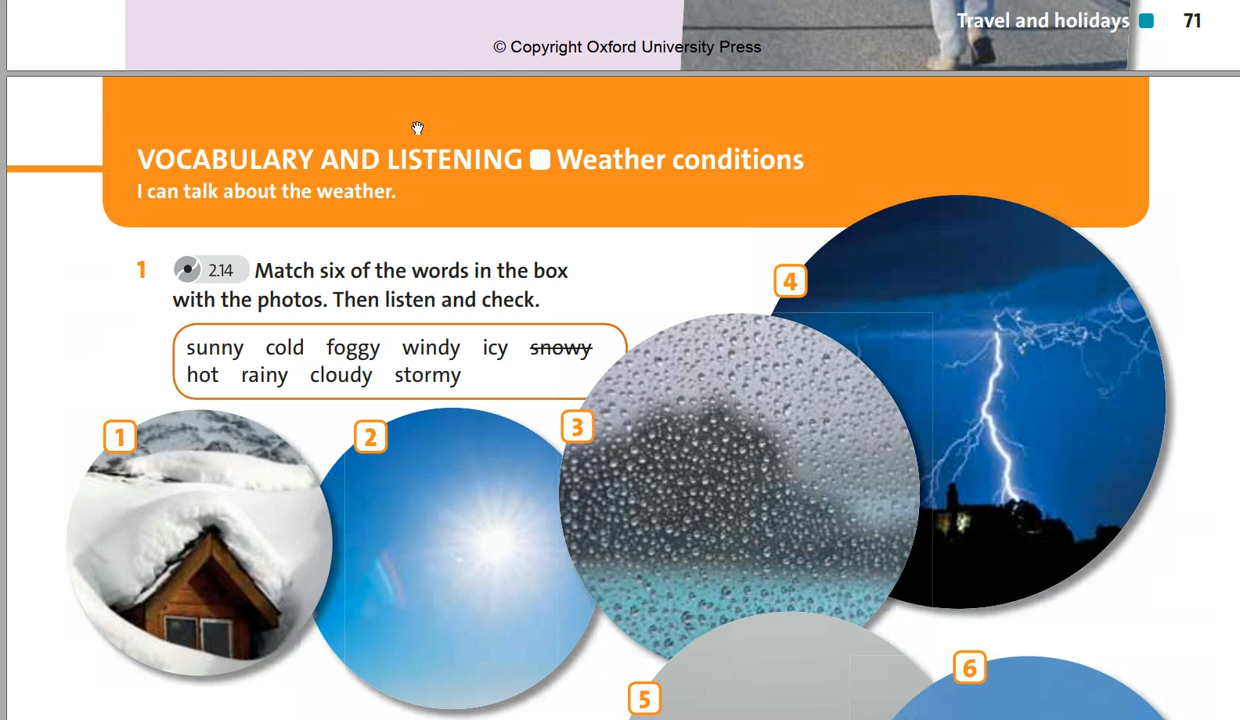 Travel and holidays 71
© Copyright Oxford University Press
VOCABULARY AND LISTENING Weather conditions
I can talk about the weather.
1 2.14 Match six of the words in the box
with the photos. Then listen and check.
sunny cold foggy windy icy snowy
hot rainy cloudy stormy
4
3
1
2
6
5